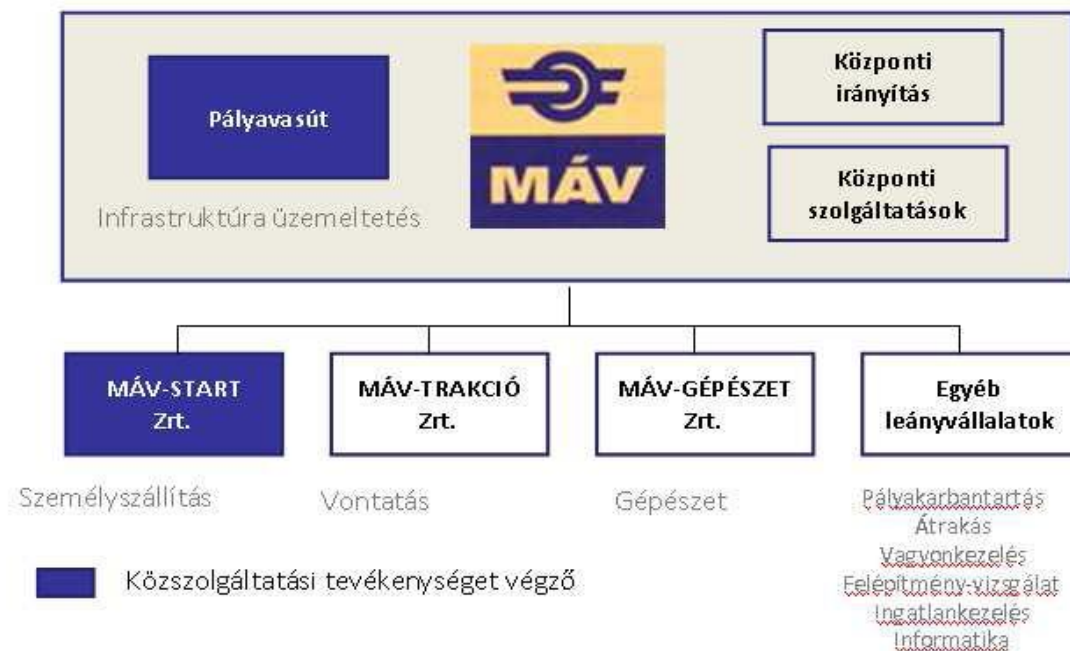 Pályavasút
Infrastruktúra üzemeltetés
MÁV
Központi
irányítás
Központi
szolgáltatások
MÁV-START
Zrt.
Személyszállítás
MÁV-TRAKCIÓ
Zrt.
Vontatás
MÁV-GÉPÉSZET
Zrt.
Gépészet
Egyéb
leányvállalatok
Pályakarbantartás
Átrakás
Vagyonkezelés
Felépítmény-vizsgálat
Ingatlankezelés
Informatika
Közszolgáltatási tevékenységet végző